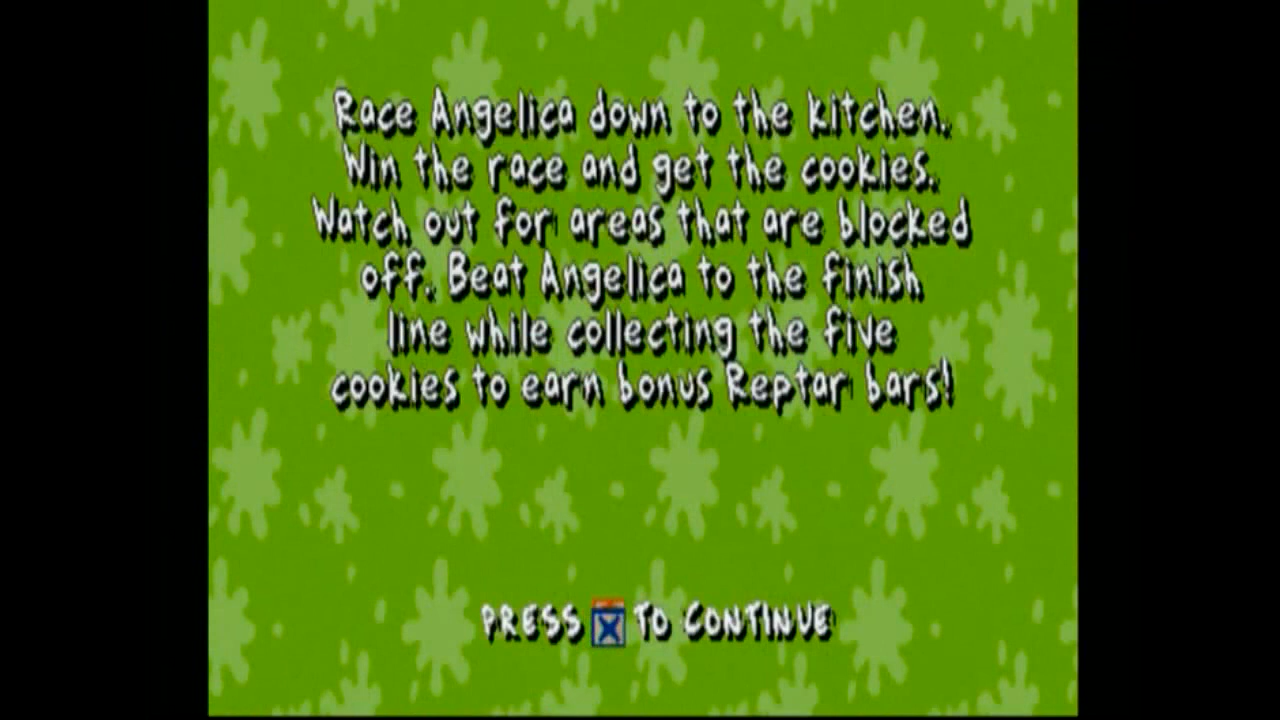 Race Angelica down to the kitchen.
Win the race and get the cookies.
Watch out for areas that are blocked
off. Beat Angelica to the finish
line while collecting the five
cookies to earn bonus Reptar bars!
PRESS X TO CONTINUE